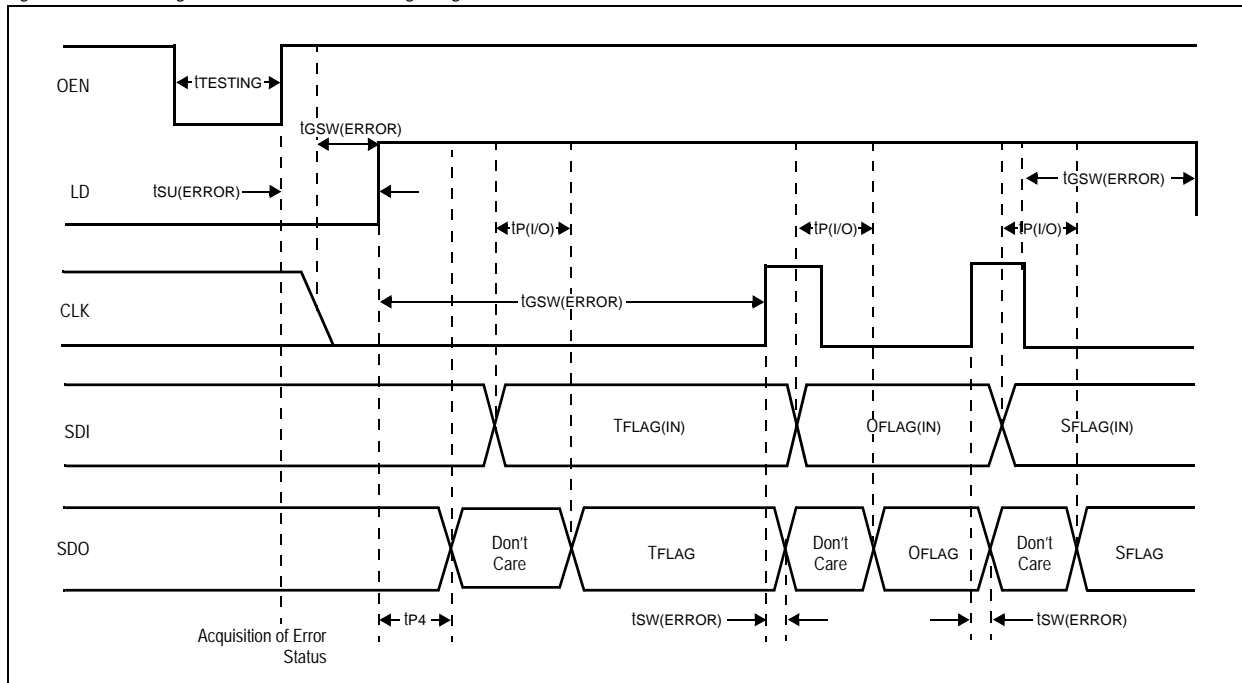 OEN
tTESTING
tGSW(ERROR)
LD
tSU(ERROR)
tGSW(ERROR)
tP(I/O)
tP(I/O)
tP(I/O)
CLK
tGSW(ERROR)
SDI
TFLAG(IN)
OFLAG(IN)
SFLAG(IN)
SDO
Don't
Care
TFLAG
Don't
Care
OFLAG
Don't
Care
SFLAG
tP4
tSW(ERROR)
tSW(ERROR)
Acquisition of Error
Status